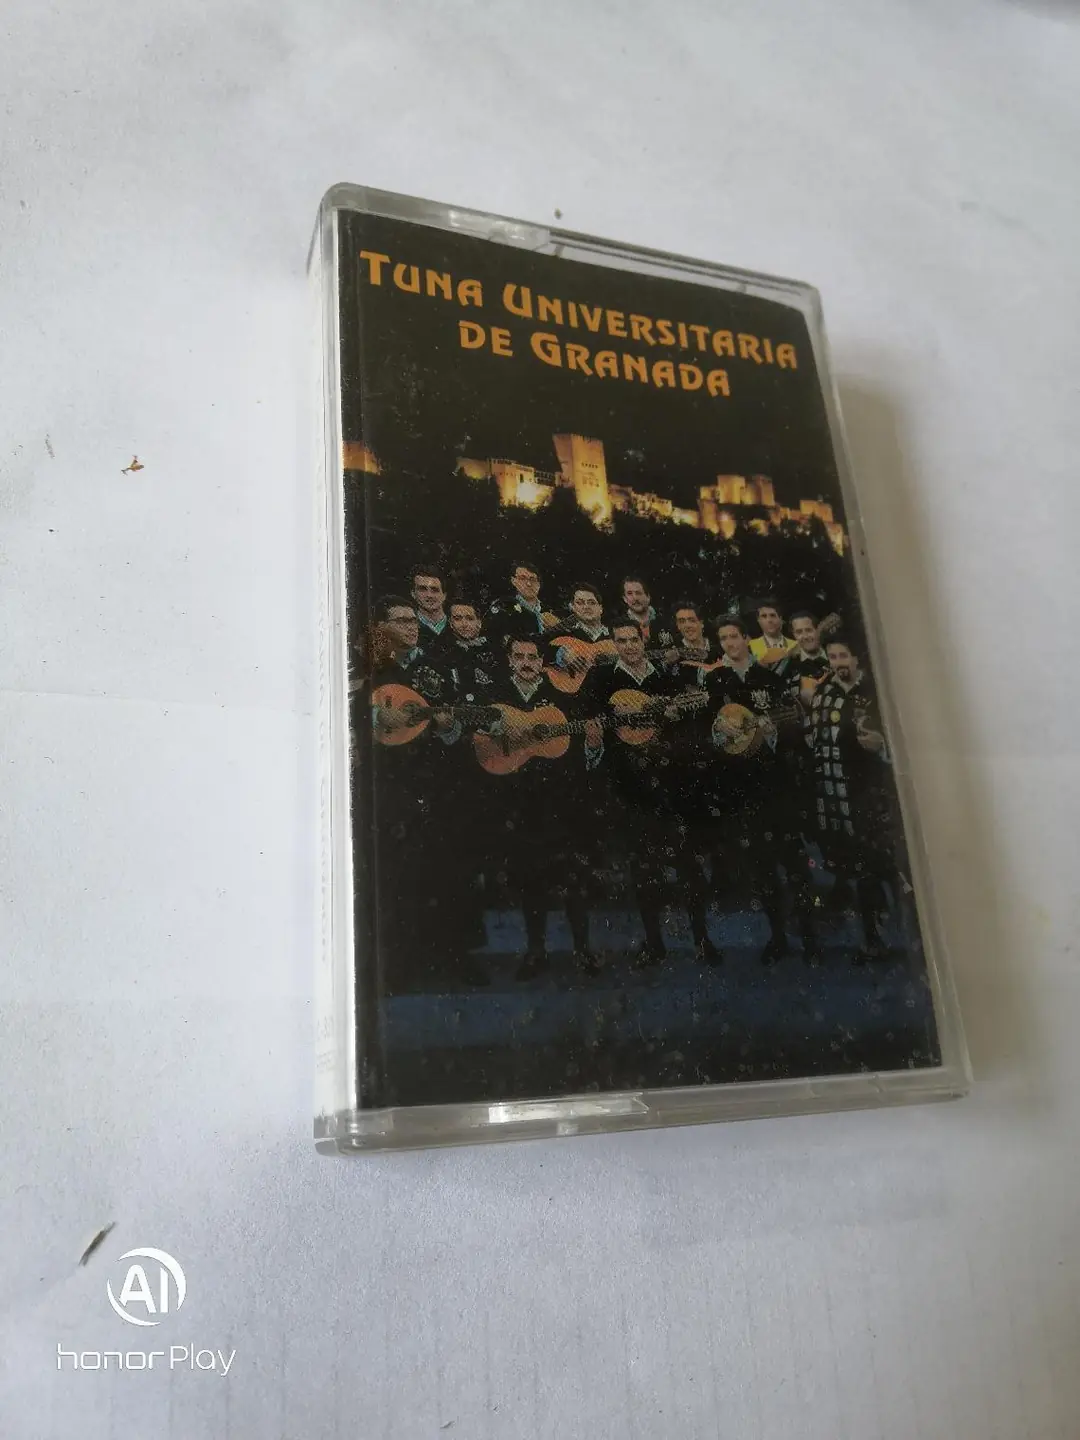 TUNA UNIVERSITARIA
DE GRANADA
AI
honor Play